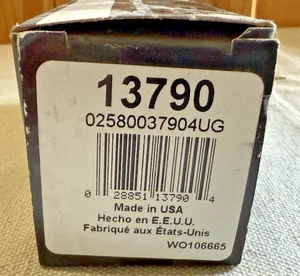 13790
02580037904UG
0 28851 13790 4
Made in USA
Hecho en E.E.U.U.
Fabriqué aux États-Unis
WO106665